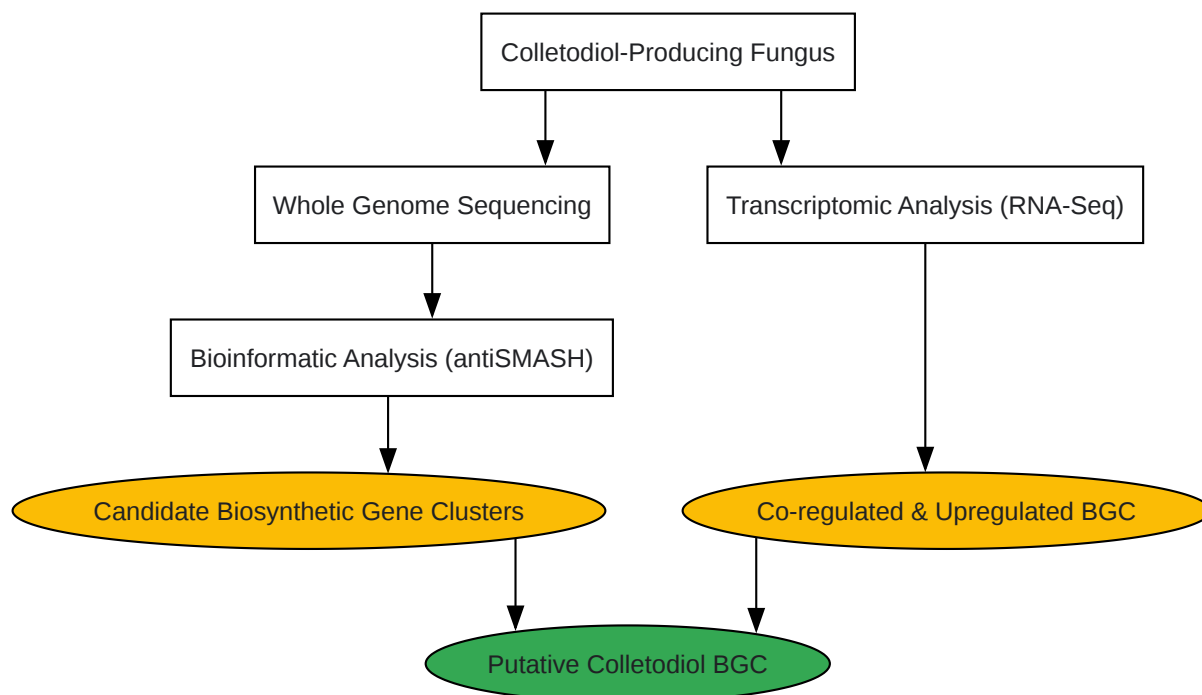 Colletodiol-Producing Fungus
Whole Genome Sequencing
Transcriptomic Analysis (RNA-Seq)
Bioinformatic Analysis (antiSMASH)
Candidate Biosynthetic Gene Clusters
Co-regulated & Upregulated BGC
Putative Colletodiol BGC